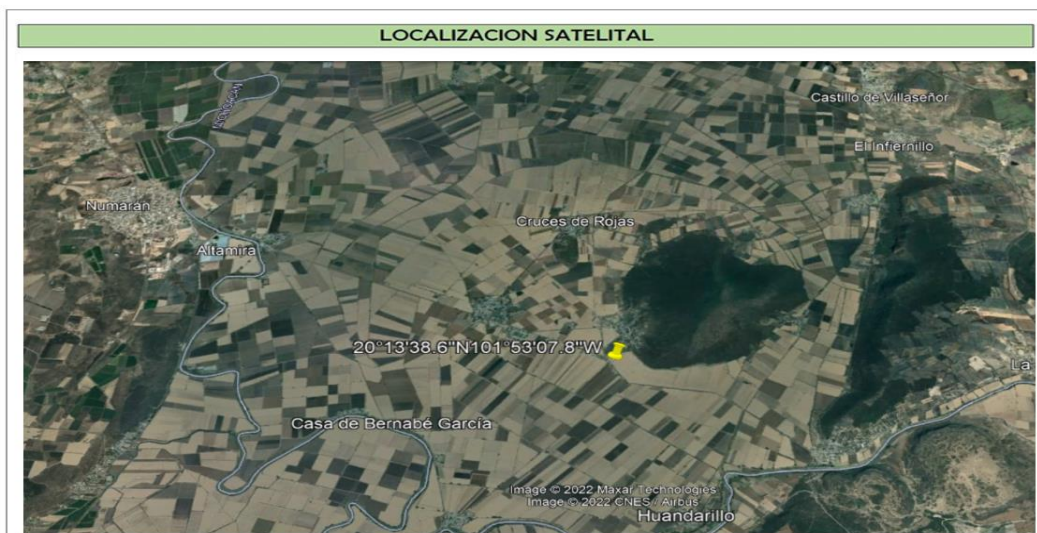 LOCALIZACION SATELITAL
Castillo de Villaseñor
MICHOACÁN
El Infiernillo
Numarán
Cruces de Rojas
Altamira
20°13'38.6"N101°53'07.8"W
La
Casa de Bernabé García
Image © 2022 Maxar Technologies
Image © 2022 CNES / Airbus
Huandarillo